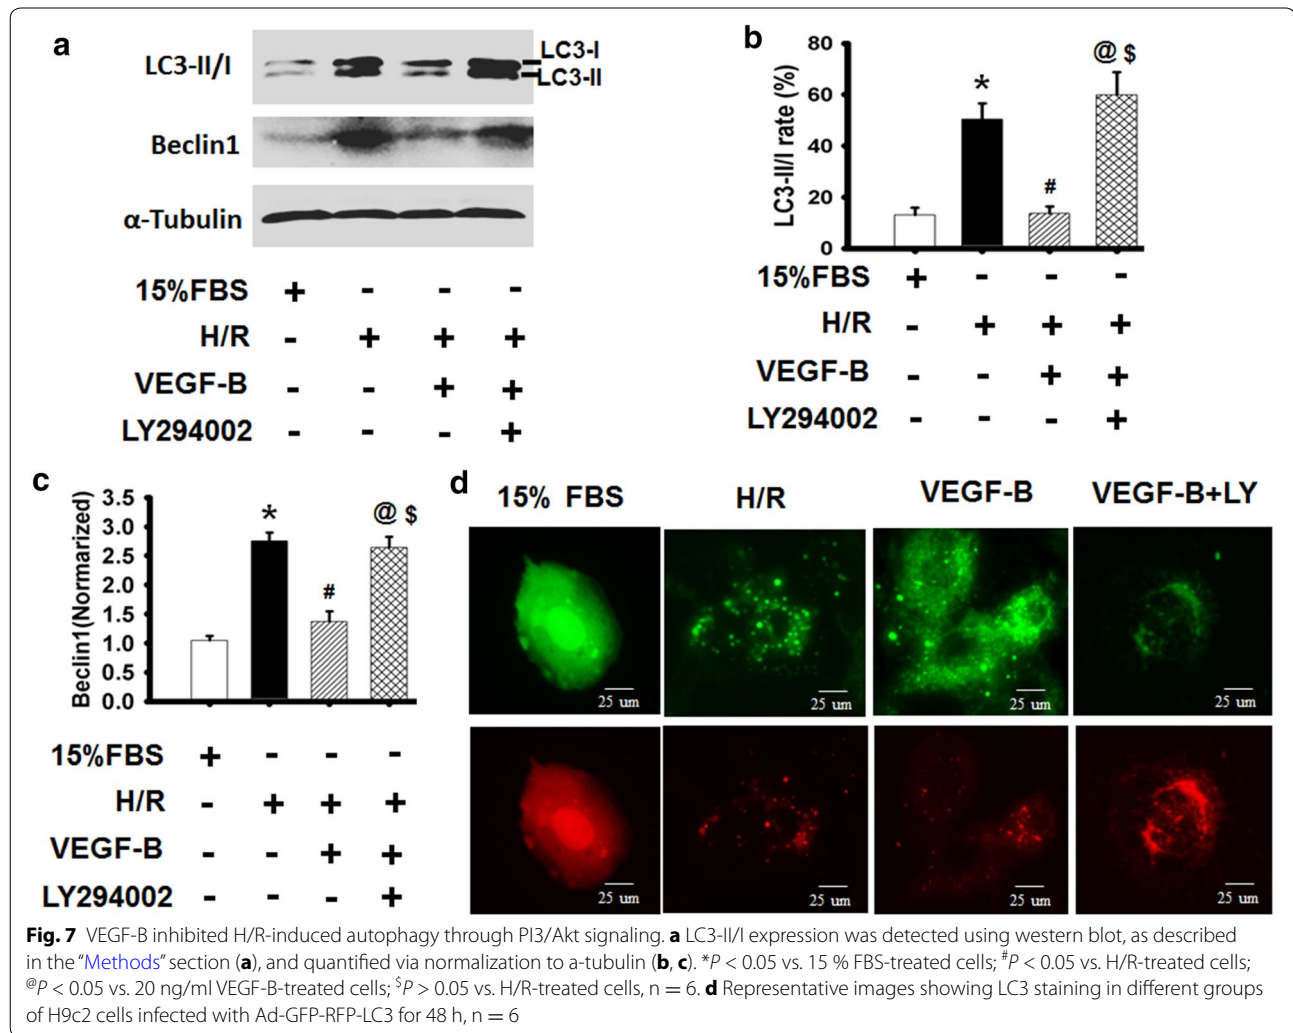 a
LC3-II/I
LC3-I
LC3-II
Beclin1
α-Tubulin
15%FBS + - - -
H/R - + + +
VEGF-B - - + +
LY294002 - - - +
b
LC3-II/I rate (%)
80
60
40
20
0
*
#
@ $
15%FBS + - - -
H/R - + + +
VEGF-B - - + +
LY294002 - - - +
c
Beclin1(Normarized)
3.5
3.0
2.5
2.0
1.5
1.0
0.5
0.0
*
#
@ $
15%FBS + - - -
H/R - + + +
VEGF-B - - + +
LY294002 - - - +
d
15% FBS H/R VEGF-B VEGF-B+LY
25 um 25 um 25 um 25 um
25 um 25 um 25 um 25 um
Fig. 7 VEGF-B inhibited H/R-induced autophagy through PI3/Akt signaling. a LC3-II/I expression was detected using western blot, as described
in the "Methods" section (a), and quantified via normalization to a-tubulin (b, c). *P < 0.05 vs. 15 % FBS-treated cells; #P < 0.05 vs. H/R-treated cells;
@P < 0.05 vs. 20 ng/ml VEGF-B-treated cells; $P > 0.05 vs. H/R-treated cells, n = 6. d Representative images showing LC3 staining in different groups
of H9c2 cells infected with Ad-GFP-RFP-LC3 for 48 h, n = 6